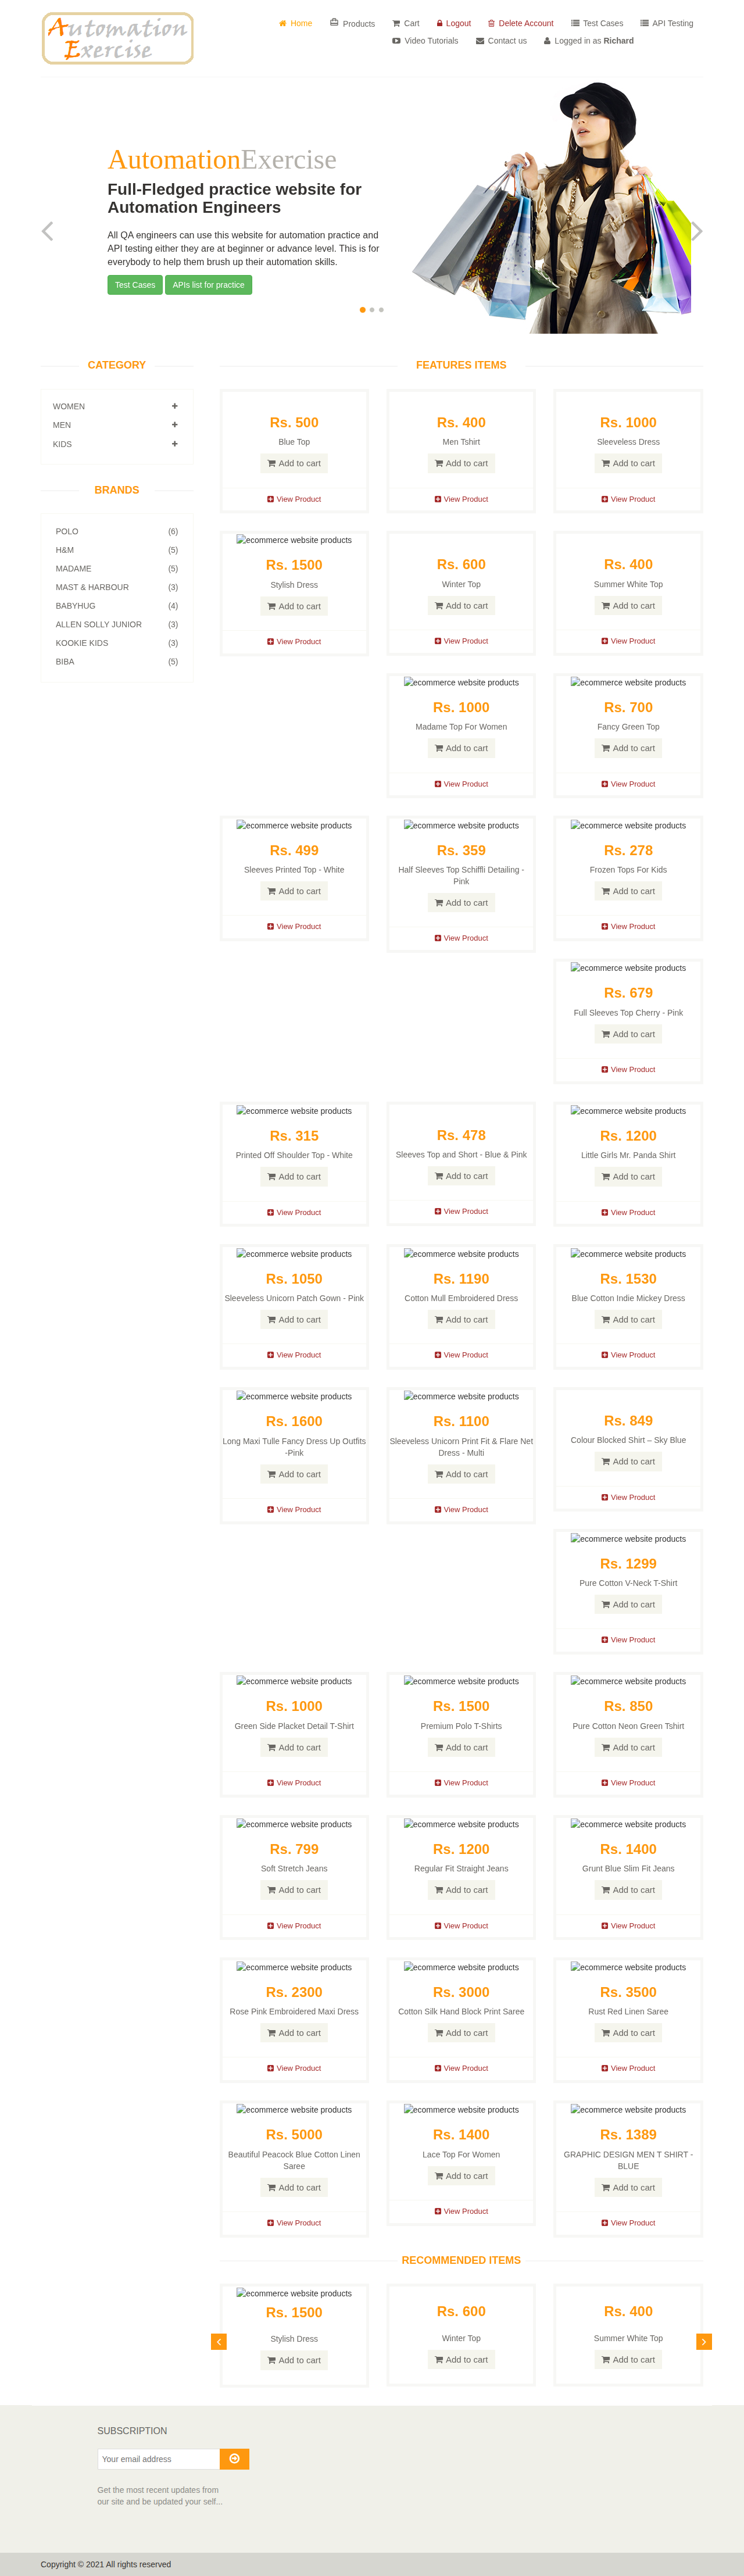 Automation
Exercise
Home
Products
Cart
Logout
Delete Account
Test Cases
API Testing
Video Tutorials
Contact us
Logged in as Richard
AutomationExercise
Full-Fledged practice website for
Automation Engineers
All QA engineers can use this website for automation practice and
API testing either they are at beginner or advance level. This is for
everybody to help them brush up their automation skills.
Test Cases
APIs list for practice
CATEGORY
WOMEN
MEN
KIDS
BRANDS
POLO (6)
H&M (5)
MADAME (5)
MAST & HARBOUR (3)
BABYHUG (4)
ALLEN SOLLY JUNIOR (3)
KOOKIE KIDS (3)
BIBA (5)
FEATURES ITEMS
Rs. 500
Blue Top
Add to cart
View Product
Rs. 400
Men Tshirt
Add to cart
View Product
Rs. 1000
Sleeveless Dress
Add to cart
View Product
ecommerce website products
Rs. 1500
Stylish Dress
Add to cart
View Product
Rs. 600
Winter Top
Add to cart
View Product
Rs. 400
Summer White Top
Add to cart
View Product
ecommerce website products
Rs. 1000
Madame Top For Women
Add to cart
View Product
ecommerce website products
Rs. 700
Fancy Green Top
Add to cart
View Product
ecommerce website products
Rs. 499
Sleeves Printed Top - White
Add to cart
View Product
ecommerce website products
Rs. 359
Half Sleeves Top Schiffli Detailing -
Pink
Add to cart
View Product
ecommerce website products
Rs. 278
Frozen Tops For Kids
Add to cart
View Product
ecommerce website products
Rs. 679
Full Sleeves Top Cherry - Pink
Add to cart
View Product
ecommerce website products
Rs. 315
Printed Off Shoulder Top - White
Add to cart
View Product
Rs. 478
Sleeves Top and Short - Blue & Pink
Add to cart
View Product
ecommerce website products
Rs. 1200
Little Girls Mr. Panda Shirt
Add to cart
View Product
ecommerce website products
Rs. 1050
Sleeveless Unicorn Patch Gown - Pink
Add to cart
View Product
ecommerce website products
Rs. 1190
Cotton Mull Embroidered Dress
Add to cart
View Product
ecommerce website products
Rs. 1530
Blue Cotton Indie Mickey Dress
Add to cart
View Product
ecommerce website products
Rs. 1600
Long Maxi Tulle Fancy Dress Up Outfits
-Pink
Add to cart
View Product
ecommerce website products
Rs. 1100
Sleeveless Unicorn Print Fit & Flare Net
Dress - Multi
Add to cart
View Product
Rs. 849
Colour Blocked Shirt – Sky Blue
Add to cart
View Product
ecommerce website products
Rs. 1299
Pure Cotton V-Neck T-Shirt
Add to cart
View Product
ecommerce website products
Rs. 1000
Green Side Placket Detail T-Shirt
Add to cart
View Product
ecommerce website products
Rs. 1500
Premium Polo T-Shirts
Add to cart
View Product
ecommerce website products
Rs. 850
Pure Cotton Neon Green Tshirt
Add to cart
View Product
ecommerce website products
Rs. 799
Soft Stretch Jeans
Add to cart
View Product
ecommerce website products
Rs. 1200
Regular Fit Straight Jeans
Add to cart
View Product
ecommerce website products
Rs. 1400
Grunt Blue Slim Fit Jeans
Add to cart
View Product
ecommerce website products
Rs. 2300
Rose Pink Embroidered Maxi Dress
Add to cart
View Product
ecommerce website products
Rs. 3000
Cotton Silk Hand Block Print Saree
Add to cart
View Product
ecommerce website products
Rs. 3500
Rust Red Linen Saree
Add to cart
View Product
ecommerce website products
Rs. 5000
Beautiful Peacock Blue Cotton Linen
Saree
Add to cart
View Product
ecommerce website products
Rs. 1400
Lace Top For Women
Add to cart
View Product
ecommerce website products
Rs. 1389
GRAPHIC DESIGN MEN T SHIRT -
BLUE
Add to cart
View Product
RECOMMENDED ITEMS
ecommerce website products
Rs. 1500
Stylish Dress
Add to cart
Rs. 600
Winter Top
Add to cart
Rs. 400
Summer White Top
Add to cart
SUBSCRIPTION
Your email address
Get the most recent updates from
our site and be updated your self...
Copyright © 2021 All rights reserved